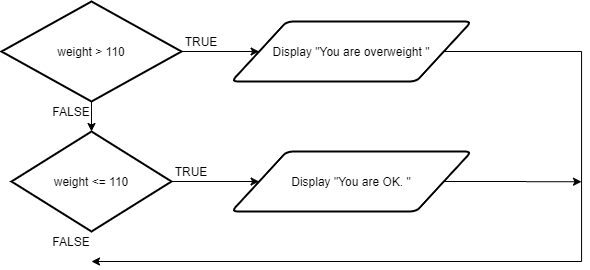 weight > 110
TRUE
Display "You are overweight "
FALSE
weight <= 110
TRUE
Display "You are OK. "
FALSE